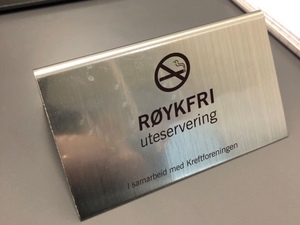 RØYKFRI
uteservering
I samarbeid med Kreftforeningen